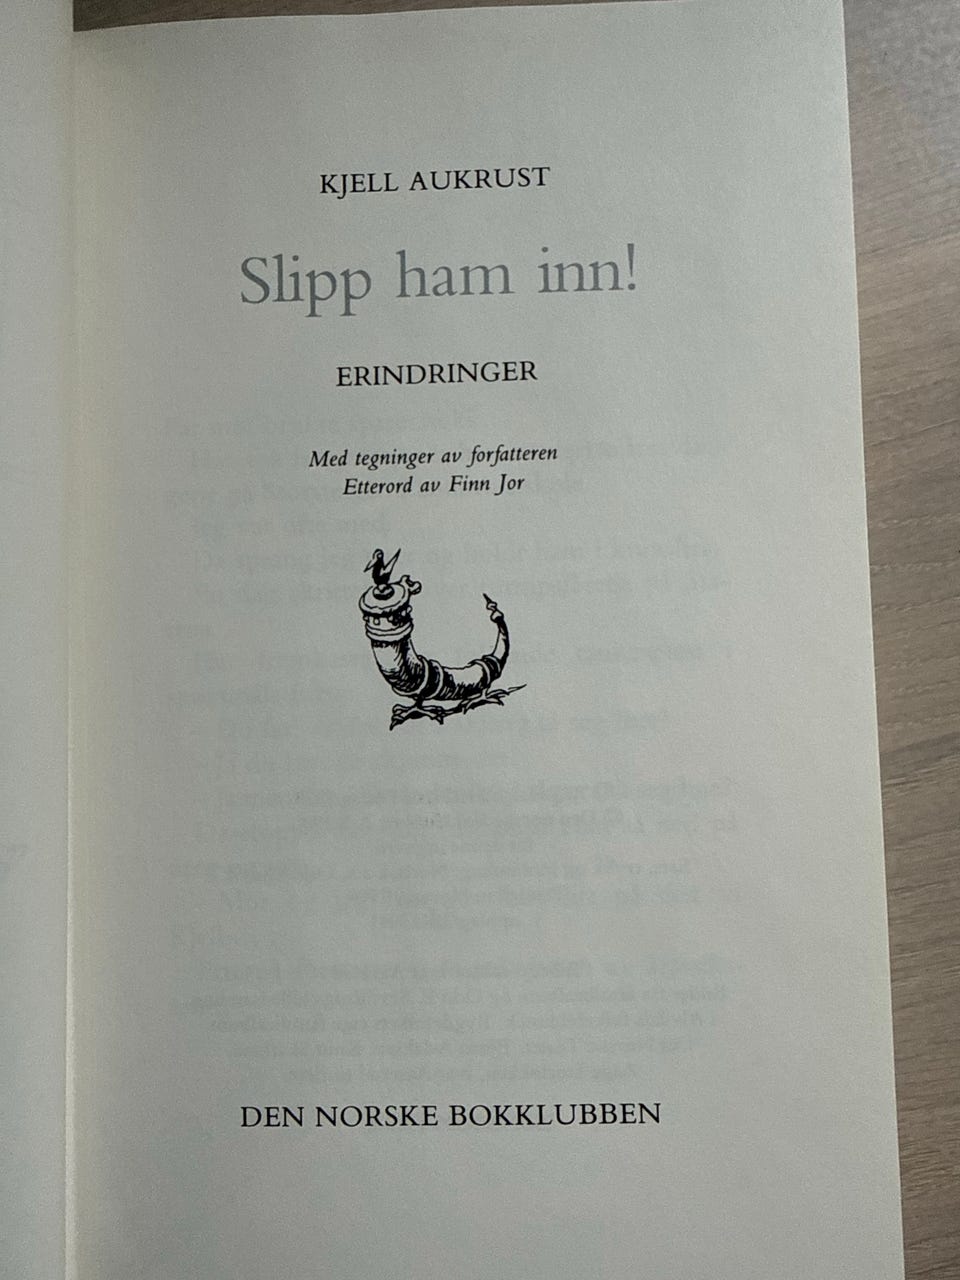 KJELL AUKRUST
Slipp ham inn!
ERINDRINGER
Med tegninger av forfatteren
Etterord av Finn Jor
DEN NORSKE BOKKLUBBEN